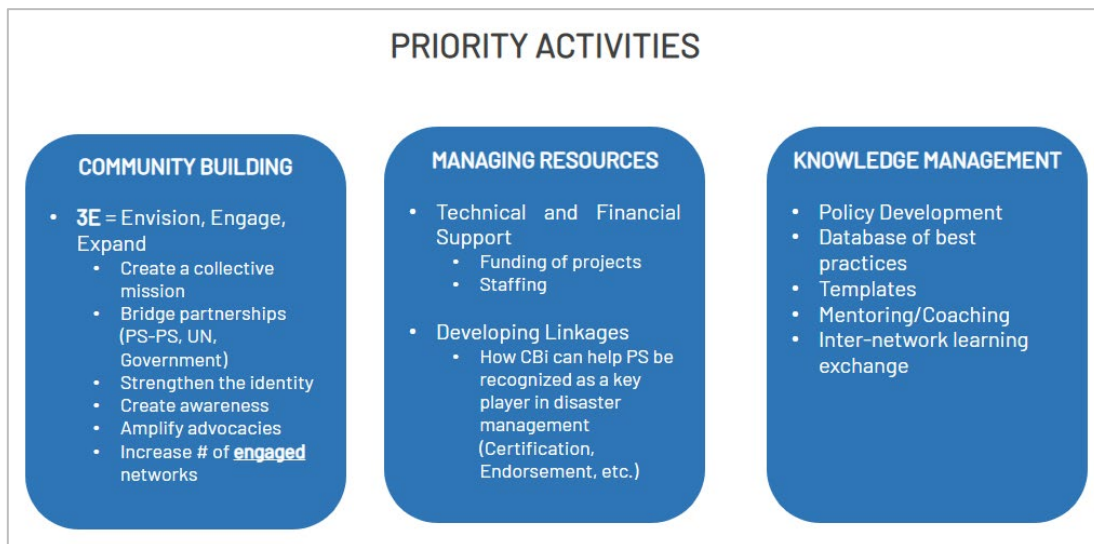 PRIORITY ACTIVITIES
COMMUNITY BUILDING
• 3E = Envision, Engage,
Expand
• Create a collective
mission
• Bridge partnerships
(PS-PS, UN,
Government)
• Strengthen the identity
• Create awareness
• Amplify advocacies
• Increase # of engaged
networks
MANAGING RESOURCES
• Technical and Financial
Support
• Funding of projects
• Staffing
• Developing Linkages
• How CBi can help PS be
recognized as a key
player in disaster
management
(Certification,
Endorsement, etc.)
KNOWLEDGE MANAGEMENT
• Policy Development
• Database of best
practices
• Templates
• Mentoring/Coaching
• Inter-network learning
exchange